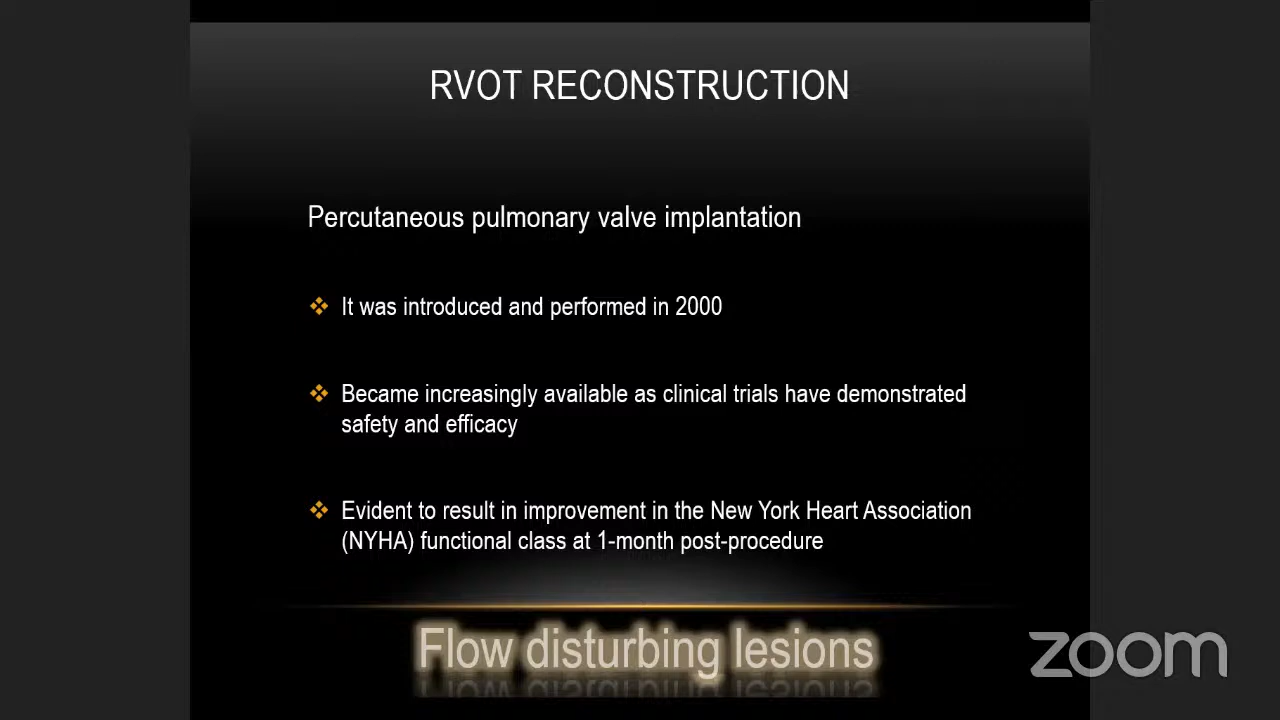 RVOT RECONSTRUCTION
Percutaneous pulmonary valve implantation
It was introduced and performed in 2000
Became increasingly available as clinical trials have demonstrated
safety and efficacy
Evident to result in improvement in the New York Heart Association
(NYHA) functional class at 1-month post-procedure
Flow disturbing lesions
zoom